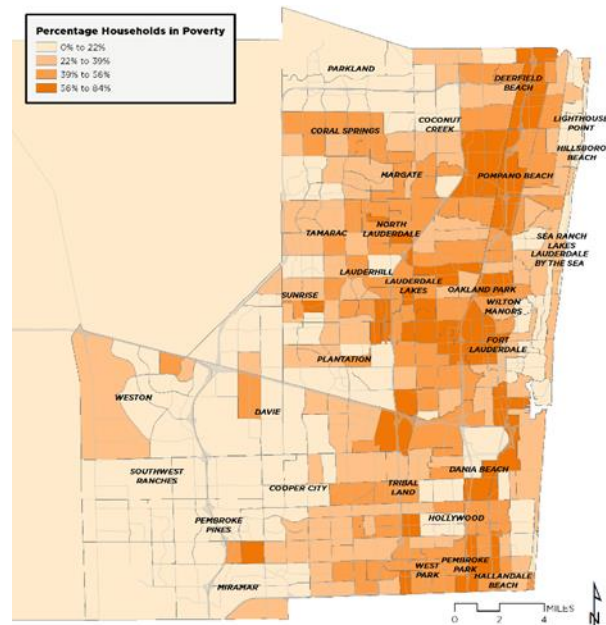 Percentage Households in Poverty
0% to 22%
22% to 39%
39% to 56%
56% to 84%
PARKLAND
DEERFIELD
BEACH
CORAL SPRINGS
COCONUT
CREEK
LIGHTHOUSE
POINT
HILLSBORO
BEACH
MARGATE
POMPANO BEACH
NORTH
LAUDERDALE
TAMARAC
SEA RANCH
LAKES
LAUDERDALE
BY THE SEA
LAUDERHILL
LAUDERDALE
LAKES
OAKLAND PARK
SUNRISE
WILTON
MANORS
FORT
LAUDERDALE
PLANTATION
WESTON
DAVIE
DANIA BEACH
SOUTHWEST
RANCHES
COOPER CITY
TRIBAL
LAND
PEMBROKE
PINES
HOLLYWOOD
WEST
PARK
PEMBROKE
PARK
HALLANDALE
BEACH
MIRAMAR
MILES
0 2 4
N